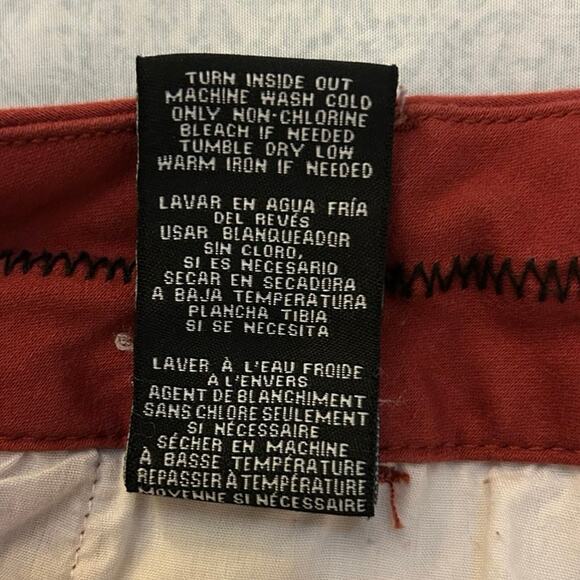 TURN INSIDE OUT
MACHINE WASH COLD
ONLY NON-CHLORINE
BLEACH IF NEEDED
TUMBLE DRY LOW
WARM IRON IF NEEDED
LAVAR EN AGUA FRÍA
DEL REVÉS
USAR BLANQUEADOR
SIN CLORO,
SI ES NECESARIO
SECAR EN SECADORA
A BAJA TEMPERATURA
PLANCHA TIBIA
SI SE NECESITA
LAVER À L'EAU FROIDE
À L'ENVERS
AGENT DE BLANCHIMENT
SANS CHLORE SEULEMENT
SI NÉCESSAIRE
SÉCHER EN MACHINE
À BASSE TEMPÉRATURE
REPASSER À TEMPÉRATURE
MOYENNE SI NÉCESSAIRE